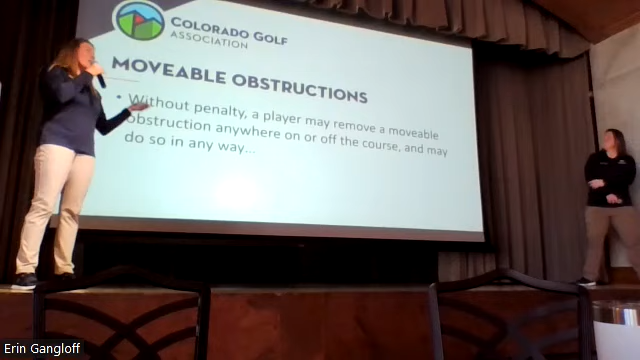 COLORADO GOLF
ASSOCIATION
MOVEABLE OBSTRUCTIONS
• Without penalty, a player may remove a moveable
obstruction anywhere on or off the course, and may
do so in any way...
Erin Gangloff